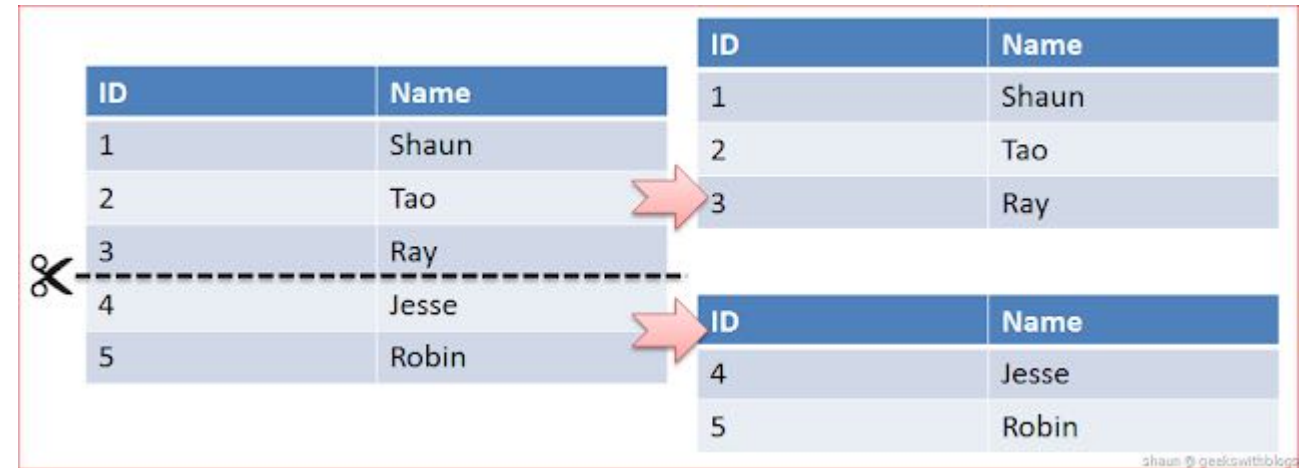 ID Name
1 Shaun
2 Tao
3 Ray
4 Jesse
5 Robin
ID Name
1 Shaun
2 Tao
3 Ray
ID Name
4 Jesse
5 Robin
shaun @ geekswithblogs